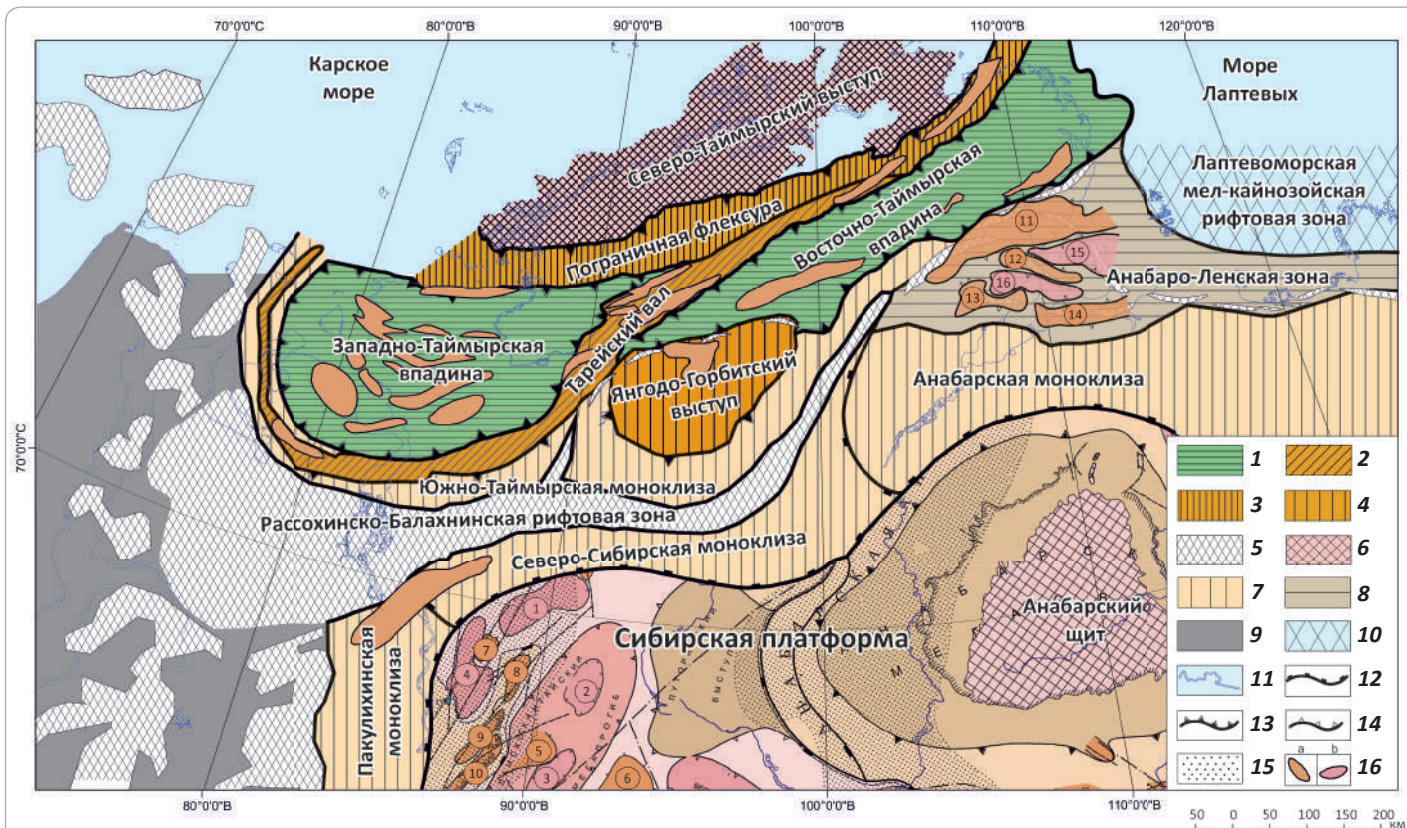 70°0'0"С
80°0'0"В
90°0'0"В
100°0'0"В
110°0'0"В
120°0'0"В
Карское
море
Море
Лаптевых
Северо-Таймырский выступ
Лаптевоморская
мел-кайнозойская
рифтовая зона
Пограничная флексура
Восточно-Таймырская
впадина
11
15
12
16
13
14
Анабаро-Ленская зона
Западно-Таймырская
впадина
Тарейский вал
Янгодо-Горбитский
выступ
Анабарская моноклиза
70°0'0"С
Южно-Таймырская моноклиза
Рассохинско-Балахнинская рифтовая зона
Северо-Сибирская моноклиза
Пакулихинская
моноклиза
Сибирская платформа
Анабарский
щит
1
7
4
8
2
9
5
10
3
6
1
2
3
4
5
6
7
8
9
10
11
12
13
14
15
a
b
16
80°0'0"В
90°0'0"В
100°0'0"В
110°0'0"В
50 0 50 100 150 200
км